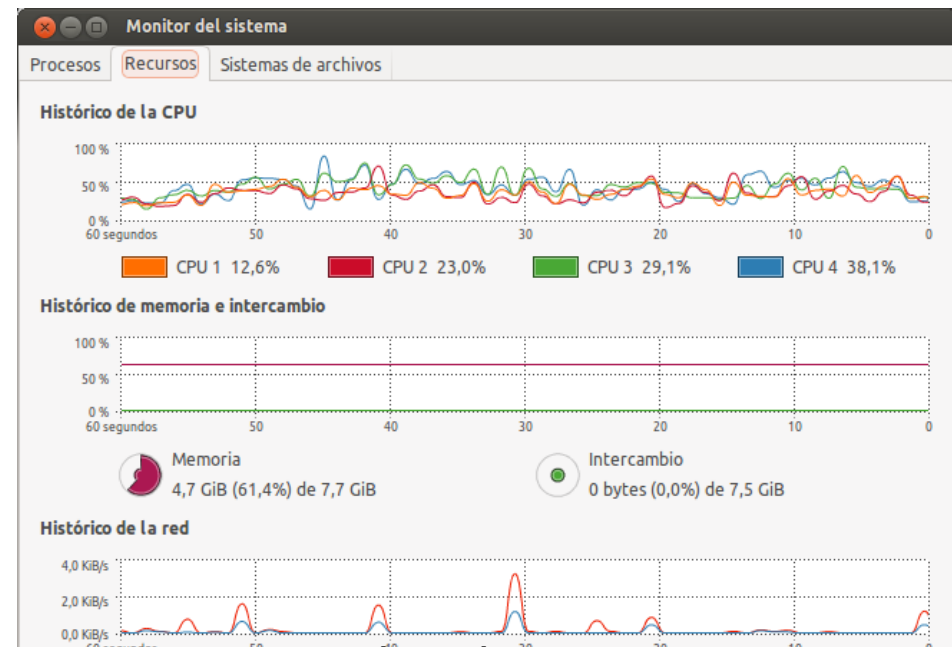 Monitor del sistema
Procesos Recursos Sistemas de archivos
Histórico de la CPU
100 %
50 %
0 %
60 segundos 50 40 30 20 10 0
CPU 1 12,6% CPU 2 23,0% CPU 3 29,1% CPU 4 38,1%
Histórico de memoria e intercambio
100 %
50 %
0 %
60 segundos 50 40 30 20 10 0
Memoria
4,7 GiB (61,4%) de 7,7 GiB
Intercambio
0 bytes (0,0%) de 7,5 GiB
Histórico de la red
4,0 KiB/s
2,0 KiB/s
0,0 KiB/s